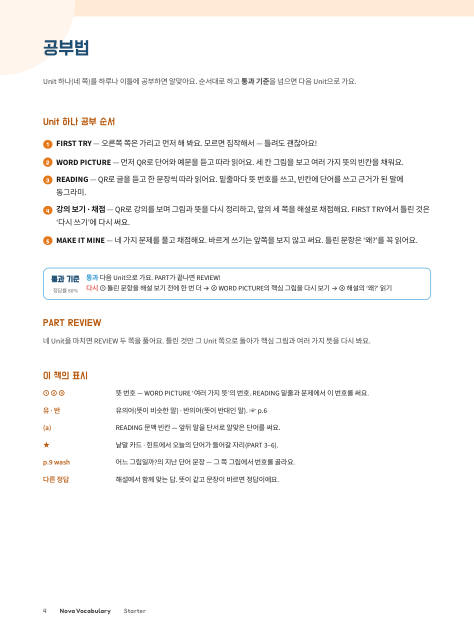 공부법
Unit 하나(네 쪽)를 하루나 이틀에 공부하면 알맞아요. 순서대로 하고 통과 기준을 넘으면 다음 Unit으로 가요.
Unit 하나 공부 순서
1 FIRST TRY — 오른쪽 쪽은 가리고 먼저 해 봐요. 모르면 짐작해서 — 틀려도 괜찮아요!
2 WORD PICTURE — 먼저 QR로 단어와 예문을 듣고 따라 읽어요. 세 칸 그림을 보고 여러 가지 뜻의 빈칸을 채워요.
3 READING — QR로 글을 듣고 한 문장씩 따라 읽어요. 밑줄마다 뜻 번호를 쓰고, 빈칸에 단어를 쓰고 근거가 된 말에
동그라미.
4 강의 보기 · 채점 — QR로 강의를 보며 그림과 뜻을 다시 정리하고, 앞의 세 쪽을 해설로 채점해요. FIRST TRY에서 틀린 것은
‘다시 쓰기’에 다시 써요.
5 MAKE IT MINE — 네 가지 문제를 풀고 채점해요. 바르게 쓰기는 앞쪽을 보지 않고 써요. 틀린 문항은 ‘왜?’를 꼭 읽어요.
통과 기준
정답률 80%
통과 다음 Unit으로 가요. PART가 끝나면 REVIEW!
다시 ① 틀린 문항을 해설 보기 전에 한 번 더 → ② WORD PICTURE의 핵심 그림을 다시 보기 → ③ 해설의 ‘왜?’ 읽기
PART REVIEW
네 Unit을 마치면 REVIEW 두 쪽을 풀어요. 틀린 것만 그 Unit 쪽으로 돌아가 핵심 그림과 여러 가지 뜻을 다시 봐요.
이 책의 표시
①②③ 뜻 번호 — WORD PICTURE ‘여러 가지 뜻’의 번호. READING 밑줄과 문제에서 이 번호를 써요.
유 · 반 유의어(뜻이 비슷한 말) · 반의어(뜻이 반대인 말). ☞ p.6
(a) READING 문맥 빈칸 — 앞뒤 말을 단서로 알맞은 단어를 써요.
★ 낱말 카드 · 힌트에서 오늘의 단어가 들어갈 자리(PART 3–6).
p.9 wash 어느 그림일까?의 지난 단어 문장 — 그 쪽 그림에서 번호를 골라요.
다른 정답 해설에서 함께 맞는 답. 뜻이 같고 문장이 바르면 정답이에요.
4 Nova Vocabulary Starter